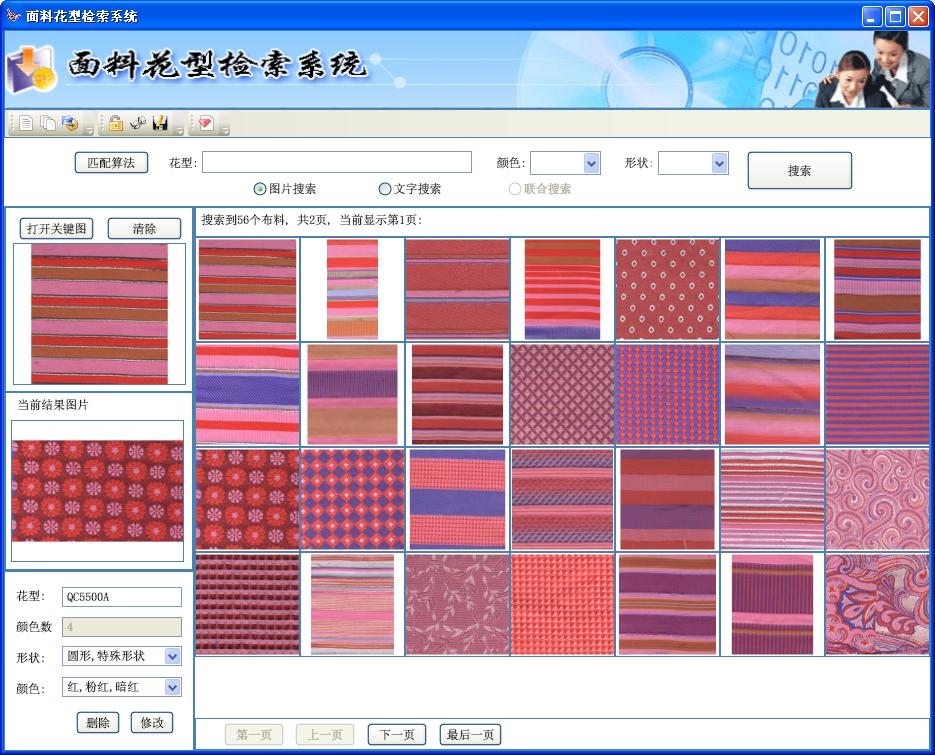 面料花型检索系统
面料花型检索系统
匹配算法 花型: 颜色: 形状: 搜索
图片搜索 文字搜索 联合搜索
打开关键图 清除
搜索到56个布料, 共2页, 当前显示第1页:
当前结果图片
花型: QC5500A
颜色数 4
形状: 圆形,特殊形状
颜色: 红,粉红,暗红
删除 修改
第一页 上一页 下一页 最后一页